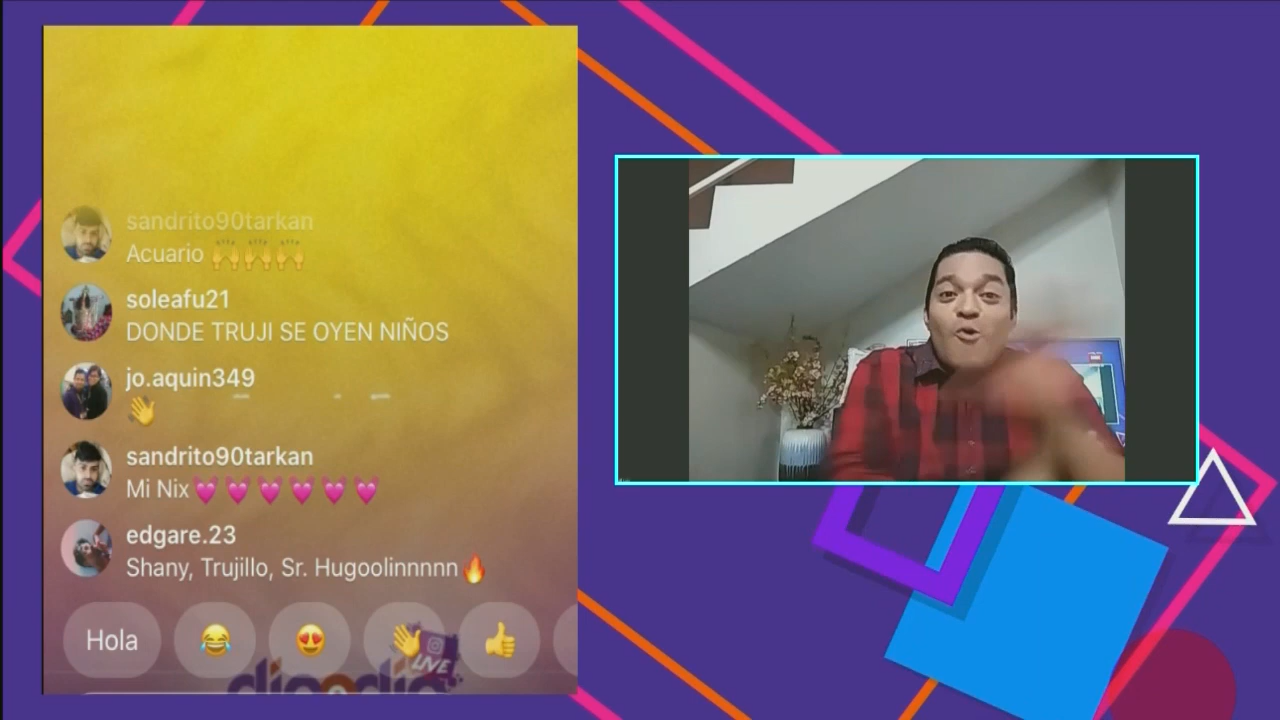 sandrito90tarkan
Acuario 🙌🙌🙌
soleafu21
DONDE TRUJI SE OYEN NIÑOS
jo.aquin349
👋
sandrito90tarkan
Mi Nix 💓💓💓💓💓💓
edgare.23
Shany, Trujillo, Sr. Hugoolinnnnn🔥
Hola 😂 😍 👋 👍
LIVE